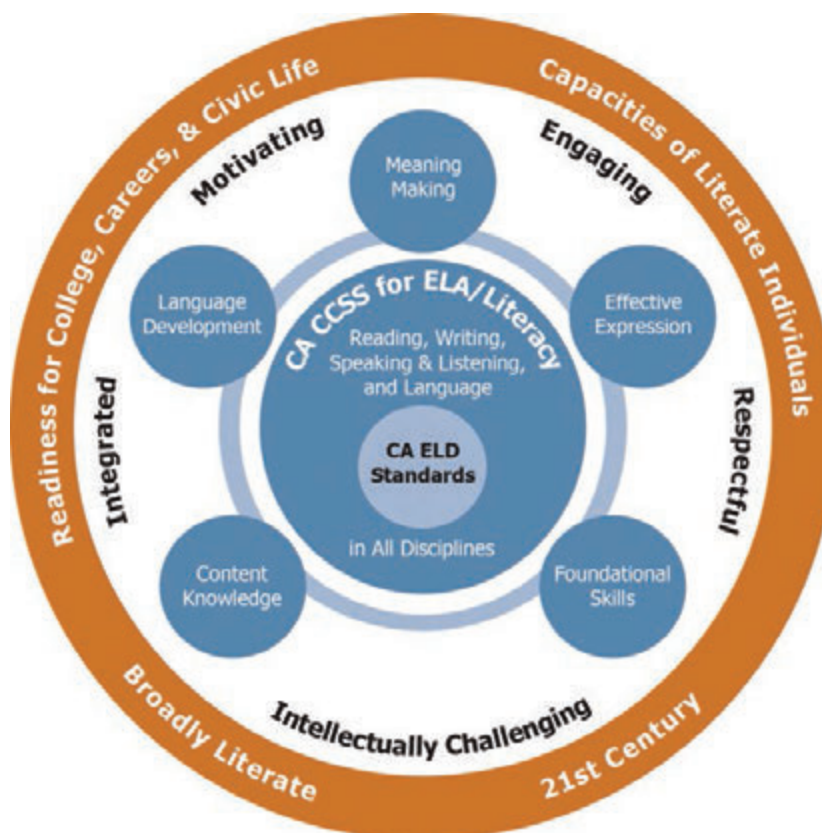 Readiness for College, Careers, & Civic Life
Capacities of Literate Individuals
Motivating
Engaging
Meaning
Making
Language
Development
Effective
Expression
CA CCSS for ELA/Literacy
Reading, Writing,
Speaking & Listening,
and Language
CA ELD
Standards
in All Disciplines
Integrated
Respectful
Content
Knowledge
Foundational
Skills
Intellectually Challenging
Broadly Literate
21st Century